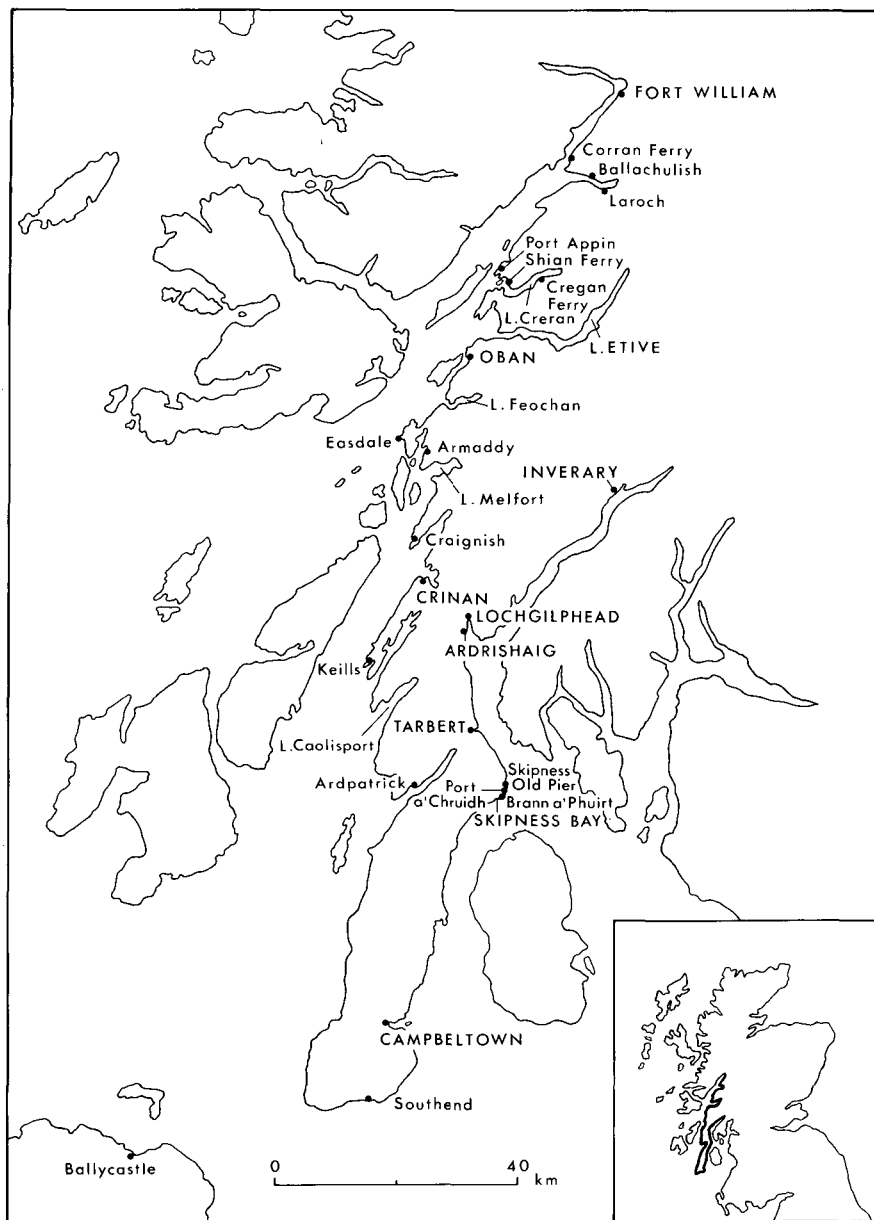 FORT WILLIAM
Corran Ferry
Ballachulish
Laroch
Port Appin
Shian Ferry
Cregan
Ferry
L.Creran
L.ETIVE
OBAN
L. Feochan
Easdale
Armaddy
INVERARY
L. Melfort
Craignish
CRINAN
LOCHGILPHEAD
ARDRISHAIG
Keills
TARBERT
L.Caolisport
Skipness
Ardpatrick
Port
Old Pier
a'Chruidh
Brann a'Phuirt
SKIPNESS BAY
CAMPBELTOWN
Southend
Ballycastle
0
40
km